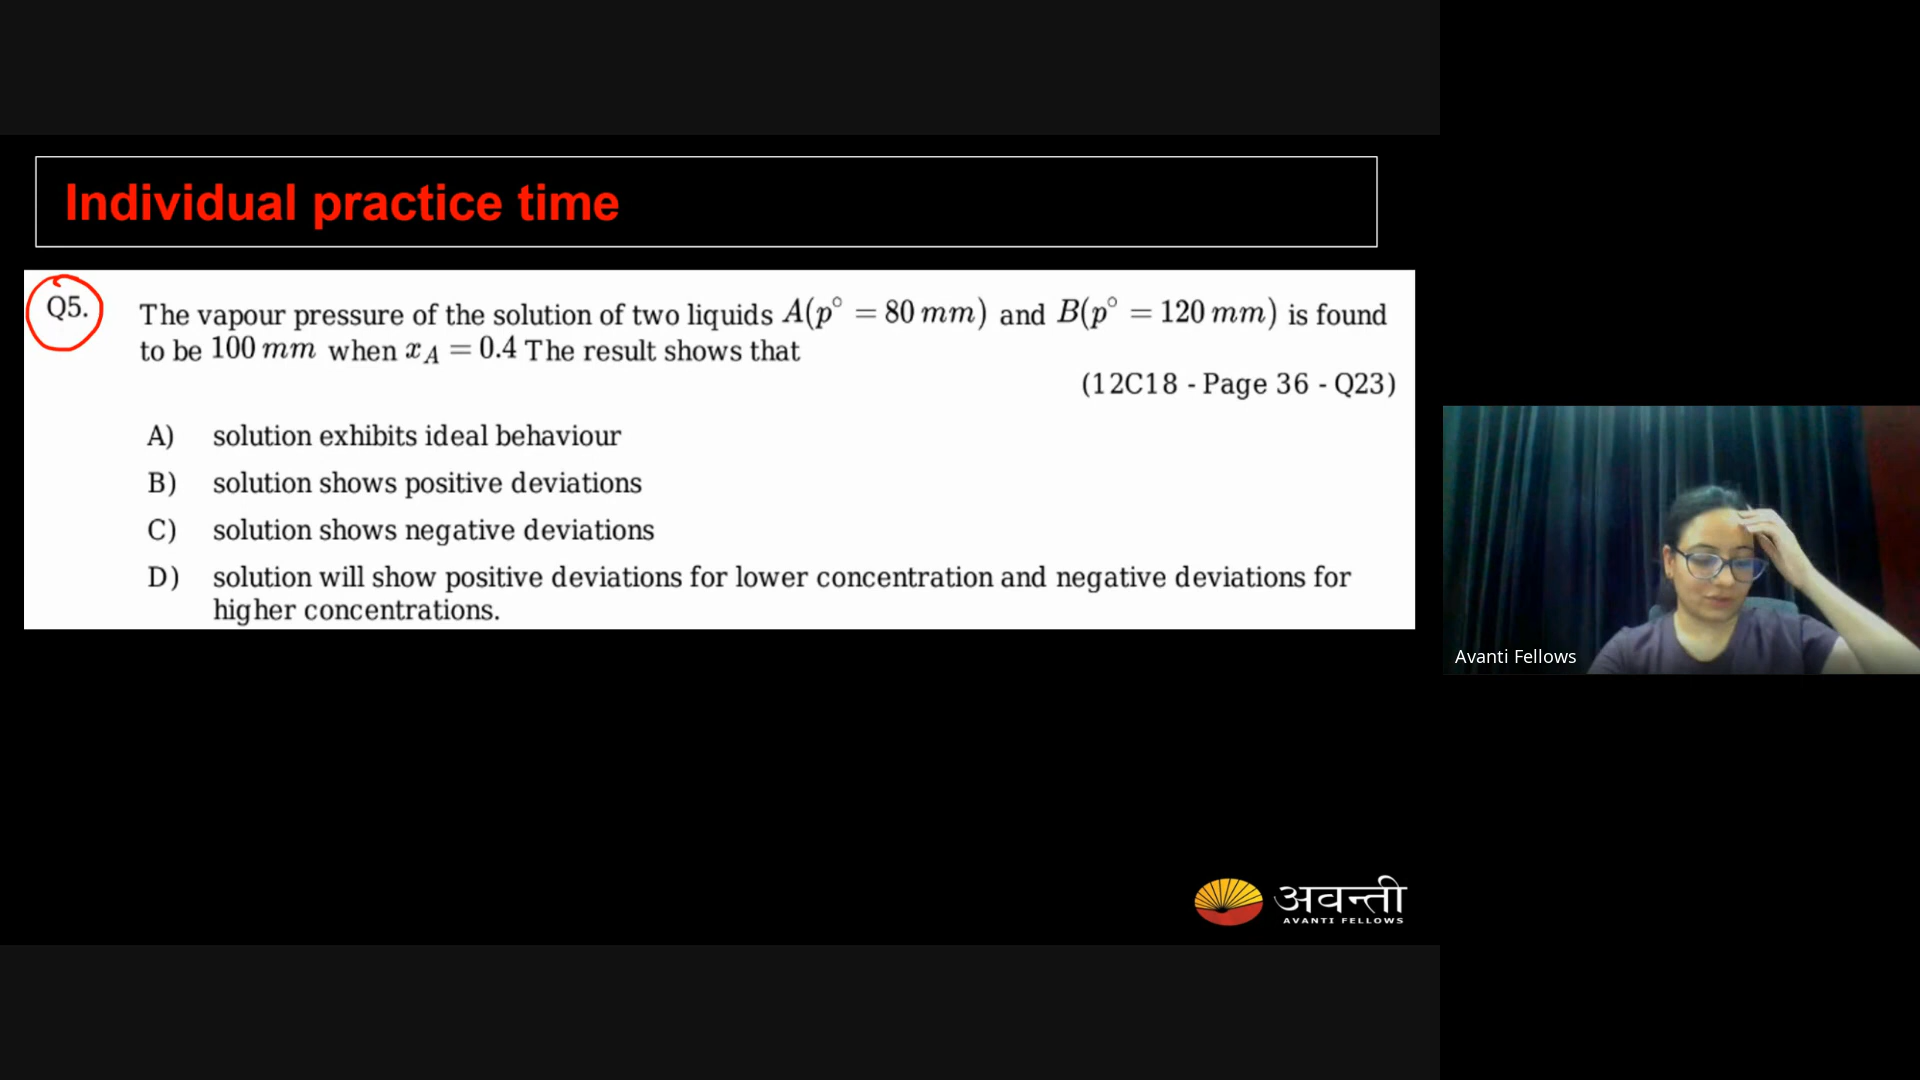 Individual practice time
Q5.
The vapour pressure of the solution of two liquids A(p° = 80 mm) and B(p° = 120 mm) is found
to be 100 mm when x_A = 0.4 The result shows that
(12C18 - Page 36 - Q23)
A) solution exhibits ideal behaviour
B) solution shows positive deviations
C) solution shows negative deviations
D) solution will show positive deviations for lower concentration and negative deviations for
higher concentrations.
Avanti Fellows
अवन्ती
AVANTI FELLOWS